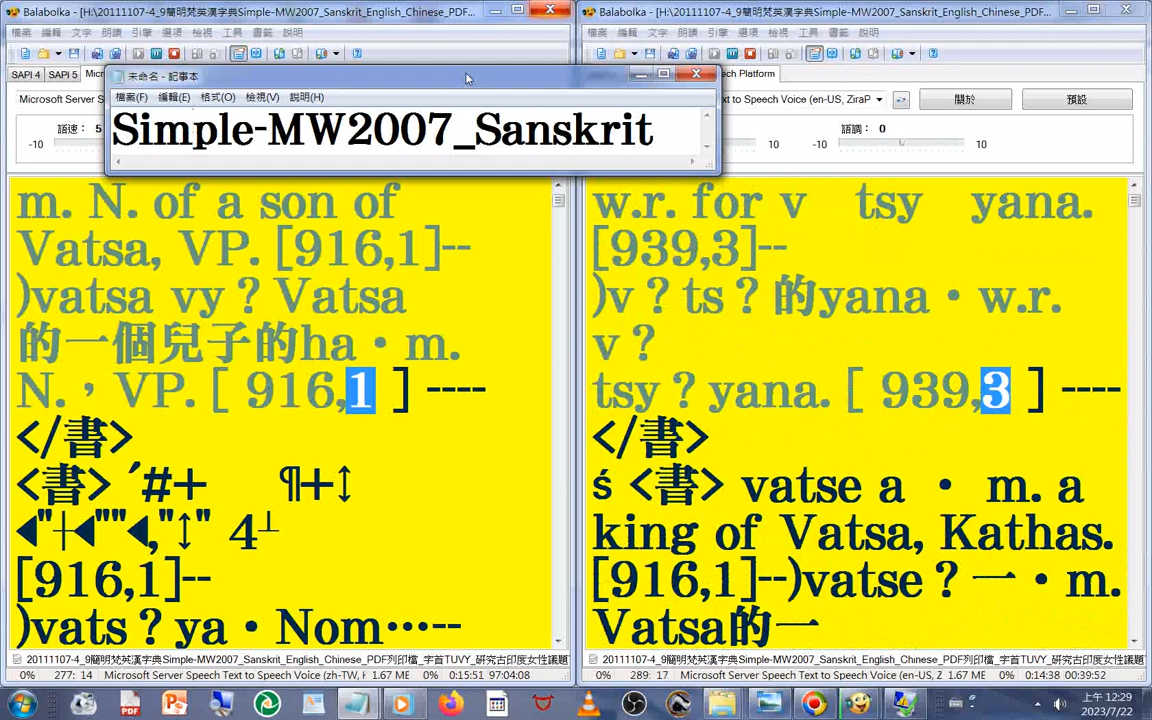 Balabolka - [H:\20111107-4_9簡明梵英漢字典Simple-MW2007_Sanskrit_English_Chinese_PDF...
檔案 編輯 文字 朗讀 引擎 選項 檢視 工具 書籤 說明
SAPI 4 SAPI 5
Microsoft Server S
語速： 5
-10
未命名 - 記事本
檔案(F) 編輯(E) 格式(O) 檢視(V) 說明(H)
Simple-MW2007_Sanskrit
m. N. of a son of
Vatsa, VP. [916,1]--
)vatsa vy？Vatsa
的一個兒子的ha・m.
N.，VP. [ 916,1 ] ----
</書>
<書> ´#+ ¶+↕
◄"┼◄""◄,"↕" 4┴
[916,1]--
)vats？ya・Nom…--
20111107-4_9簡明梵英漢字典Simple-MW2007_Sanskrit_English_Chinese_PDF列印檔_字首TUVY_研究古印度女性議題
0% 277: 14 Microsoft Server Speech Text to Speech Voice (zh-TW, H 1.67 MB 0% 0:15:51 97:04:08
Balabolka - [H:\20111107-4_9簡明梵英漢字典Simple-MW2007_Sanskrit_English_Chinese_PDF...
檔案 編輯 文字 朗讀 引擎 選項 檢視 工具 書籤 說明
ech Platform
t to Speech Voice (en-US, ZiraP
關於
預設
10
語調： 0
-10
10
w.r. for v tsy yana.
[939,3]--
)v？ts？的yana・w.r.
v？
tsy？yana. [ 939,3 ] ----
</書>
ś <書> vatse a ・ m. a
king of Vatsa, Kathas.
[916,1]--)vatse？一・m.
Vatsa的一
20111107-4_9簡明梵英漢字典Simple-MW2007_Sanskrit_English_Chinese_PDF列印檔_字首TUVY_研究古印度女性議題
0% 289: 17 Microsoft Server Speech Text to Speech Voice (en-US, Z 1.67 MB 0% 0:14:38 00:39:52
上午 12:29
2023/7/22